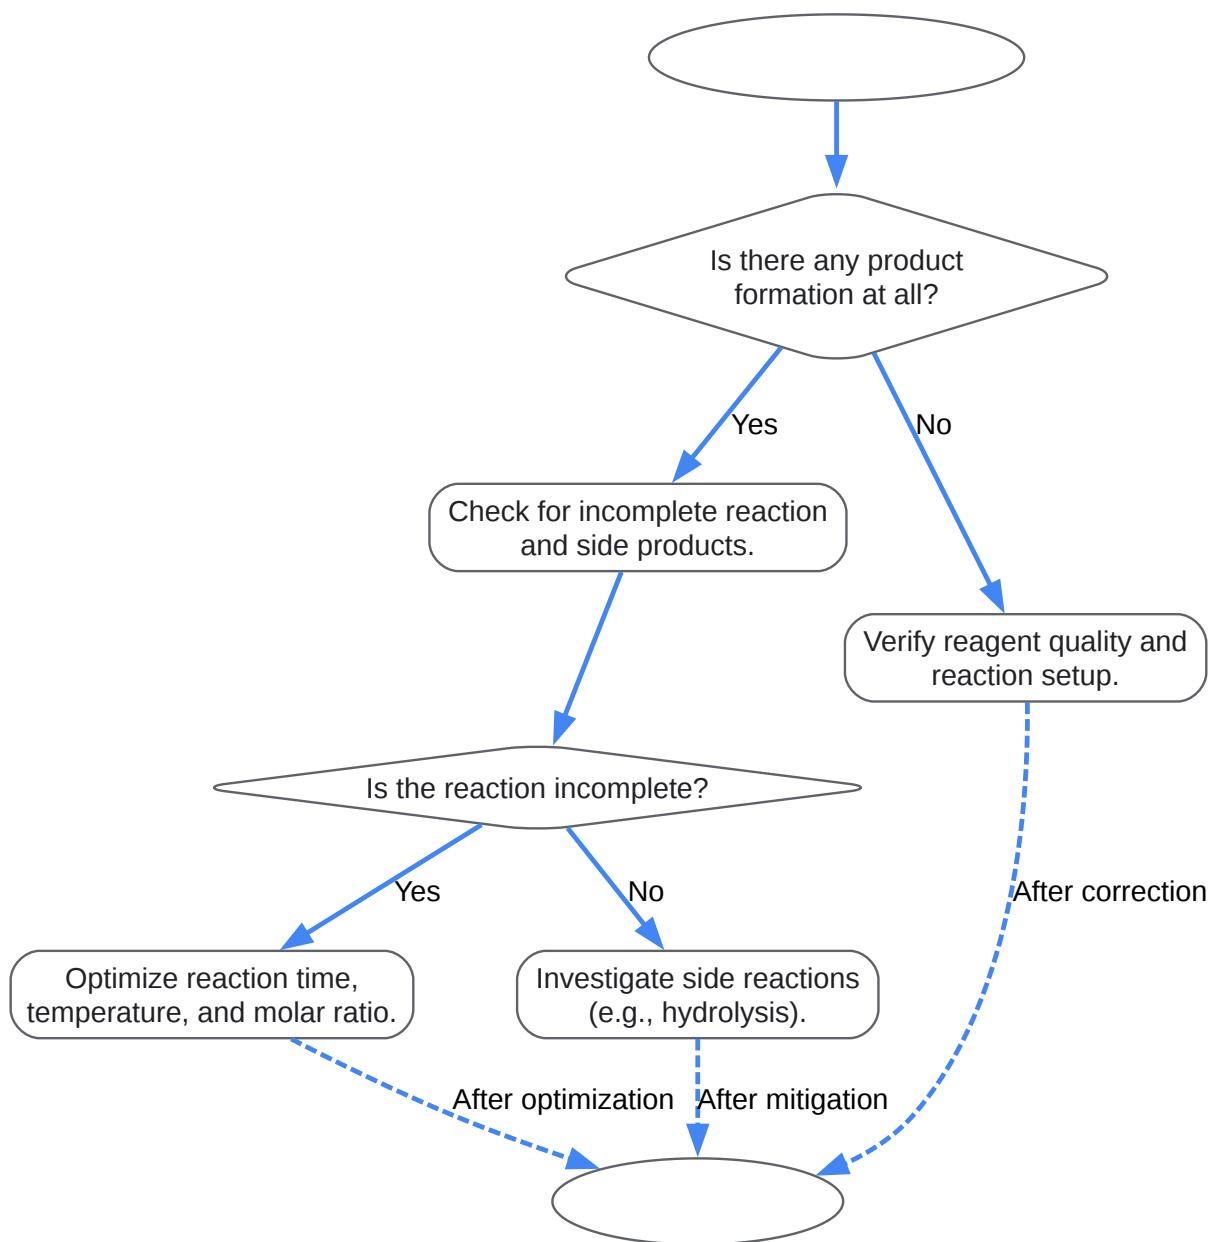 Is there any product
formation at all?
Yes
No
Check for incomplete reaction
and side products.
Verify reagent quality and
reaction setup.
Is the reaction incomplete?
Yes
No
After correction
Optimize reaction time,
temperature, and molar ratio.
Investigate side reactions
(e.g., hydrolysis).
After optimization
After mitigation